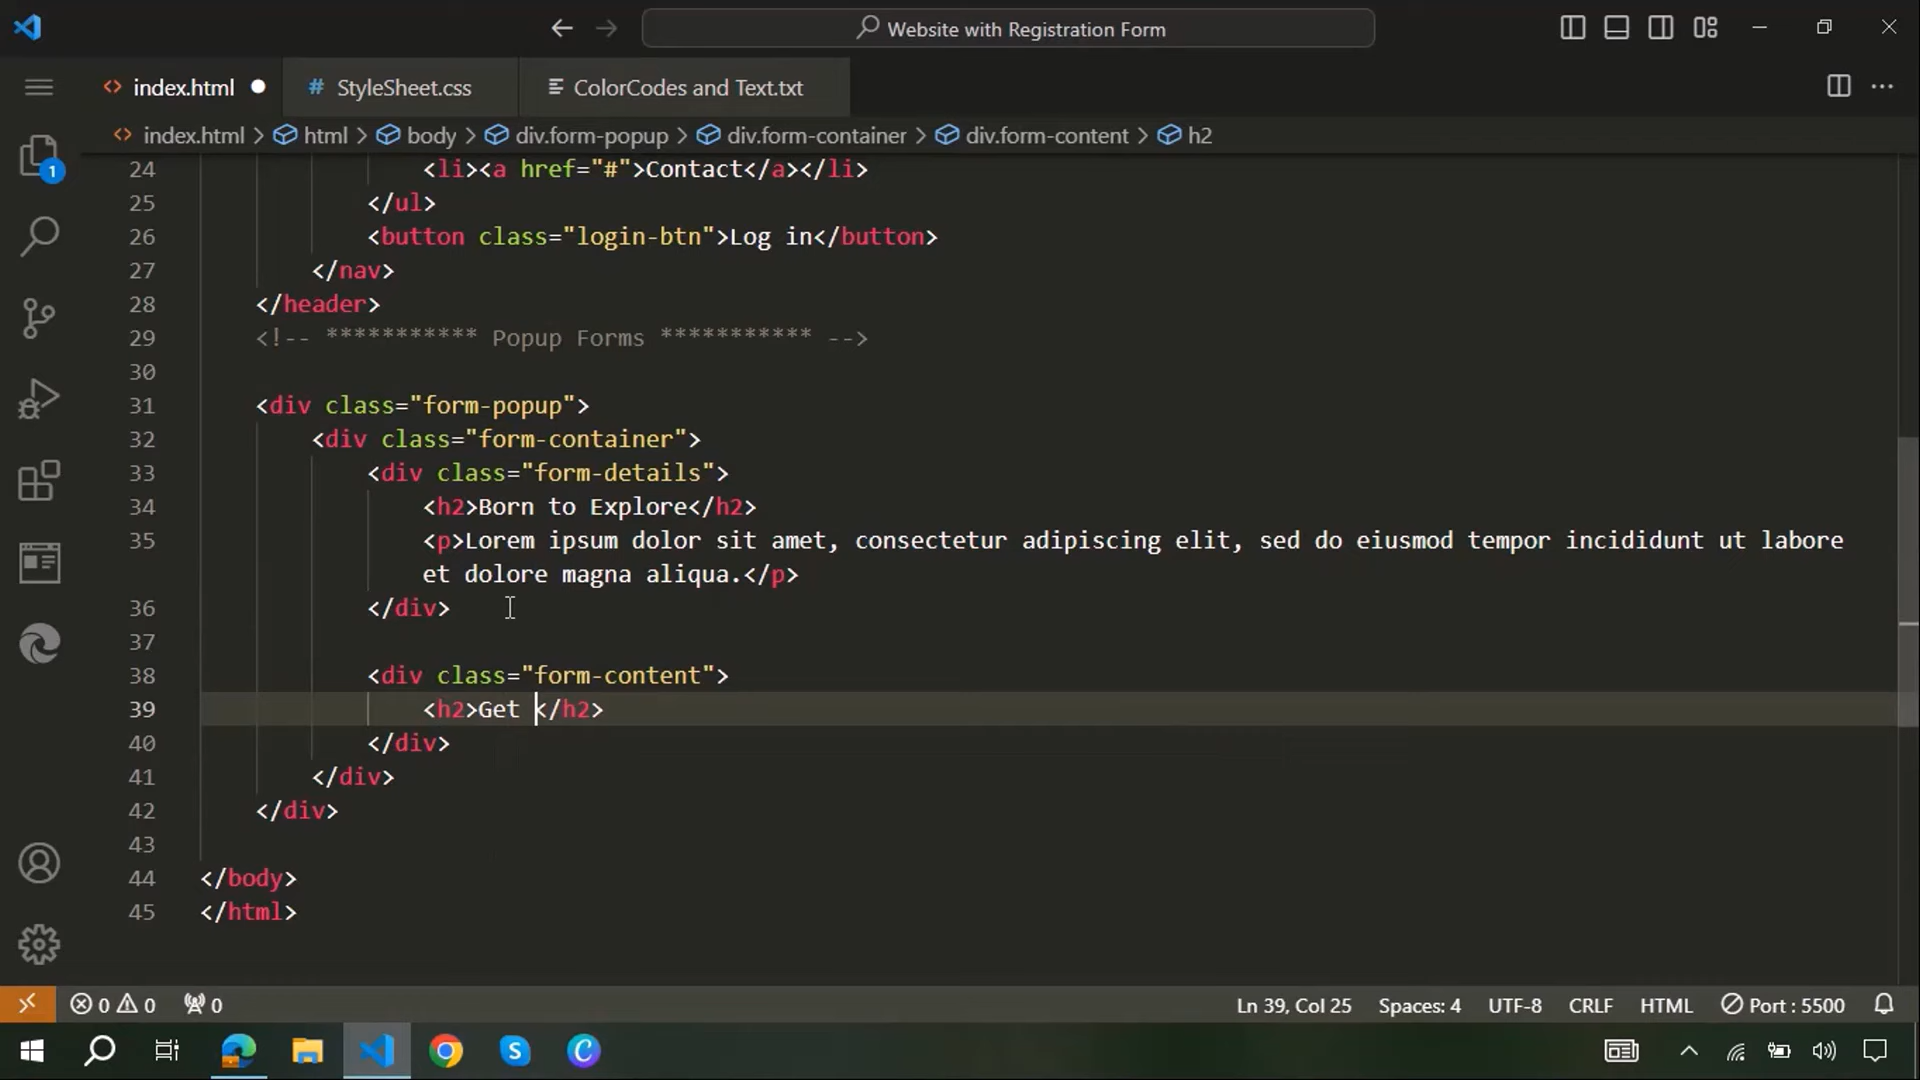 Website with Registration Form
index.html
# StyleSheet.css
ColorCodes and Text.txt
index.html > html > body > div.form-popup > div.form-container > div.form-content > h2
1
24 <li><a href="#">Contact</a></li>
25 </ul>
26 <button class="login-btn">Log in</button>
27 </nav>
28 </header>
29 <!-- *********** Popup Forms *********** -->
30
31 <div class="form-popup">
32 <div class="form-container">
33 <div class="form-details">
34 <h2>Born to Explore</h2>
35 <p>Lorem ipsum dolor sit amet, consectetur adipiscing elit, sed do eiusmod tempor incididunt ut labore
et dolore magna aliqua.</p>
36 </div>
37
38 <div class="form-content">
39 <h2>Get </h2>
40 </div>
41 </div>
42 </div>
43
44 </body>
45 </html>
0 0 0 Ln 39, Col 25 Spaces: 4 UTF-8 CRLF HTML Port : 5500